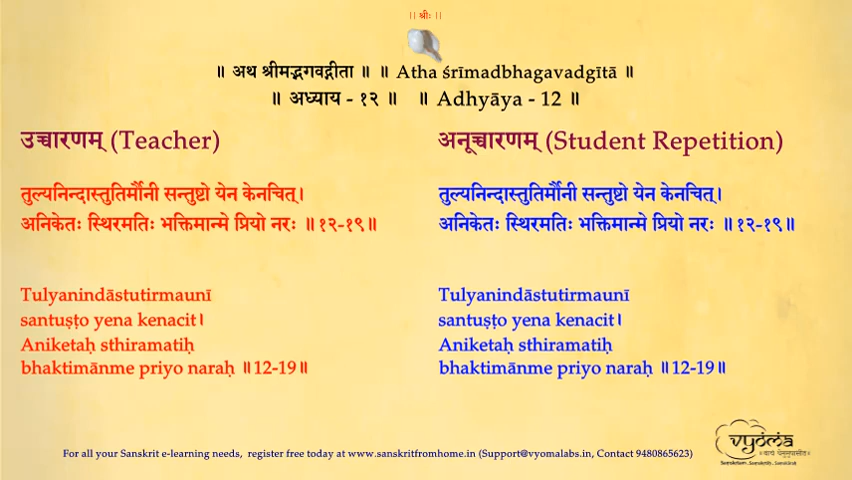 ॥ श्रीः ॥
॥ अथ श्रीमद्भगवद्गीता ॥ ॥ Atha śrīmadbhagavadgītā ॥
॥ अध्याय - १२ ॥ ॥ Adhyāya - 12 ॥
उच्चारणम् (Teacher)
अनूच्चारणम् (Student Repetition)
तुल्यनिन्दास्तुतिर्मौनी सन्तुष्टो येन केनचित्।
अनिकेतः स्थिरमतिः भक्तिमान्मे प्रियो नरः ॥१२-१९॥
तुल्यनिन्दास्तुतिर्मौनी सन्तुष्टो येन केनचित्।
अनिकेतः स्थिरमतिः भक्तिमान्मे प्रियो नरः ॥१२-१९॥
Tulyanindāstutirmaunī
santuṣṭo yena kenacit।
Aniketaḥ sthiramatiḥ
bhaktimānme priyo naraḥ ॥12-19॥
Tulyanindāstutirmaunī
santuṣṭo yena kenacit।
Aniketaḥ sthiramatiḥ
bhaktimānme priyo naraḥ ॥12-19॥
For all your Sanskrit e-learning needs, register free today at www.sanskritfromhome.in (Support@vyomalabs.in, Contact 9480865623)
vyoma